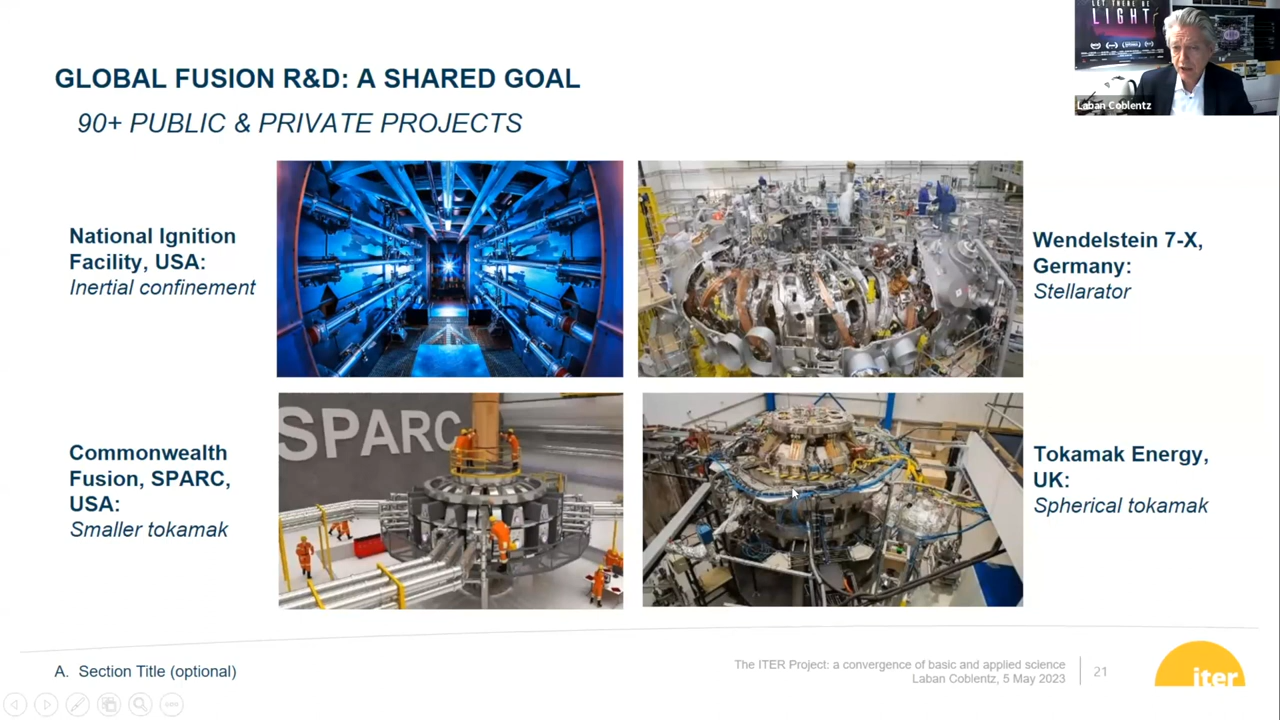 LET THERE BE
LIGHT
Laban Coblentz
GLOBAL FUSION R&D: A SHARED GOAL
90+ PUBLIC & PRIVATE PROJECTS
National Ignition
Facility, USA:
Inertial confinement
Wendelstein 7-X,
Germany:
Stellarator
SPARC
Commonwealth
Fusion, SPARC,
USA:
Smaller tokamak
Tokamak Energy,
UK:
Spherical tokamak
A. Section Title (optional)
The ITER Project: a convergence of basic and applied science
Laban Coblentz, 5 May 2023
21
iter